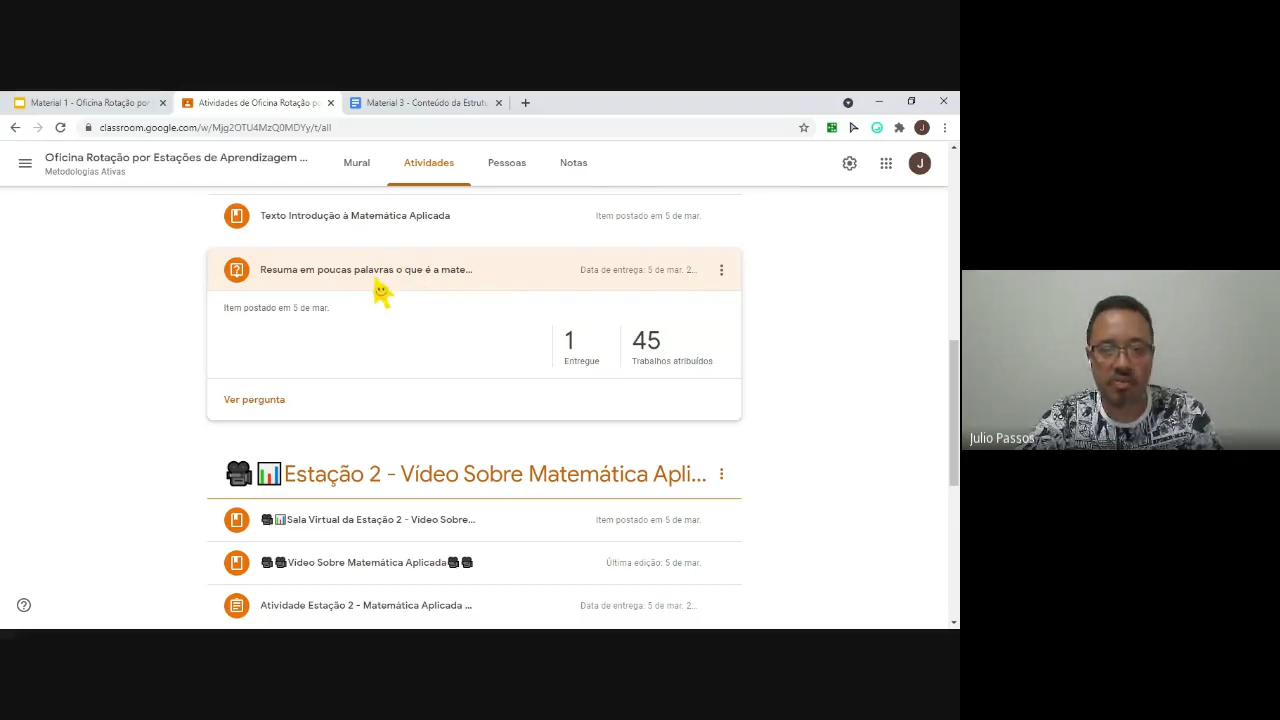 Material 1 - Oficina Rotação por
Atividades de Oficina Rotação po
Material 3 - Conteúdo da Estrutu
classroom.google.com/w/Mjg2OTU4MzQ0MDYy/t/all
J
Oficina Rotação por Estações de Aprendizagem ...
Metodologias Ativas
Mural
Atividades
Pessoas
Notas
J
Texto Introdução à Matemática Aplicada
Item postado em 5 de mar.
Resuma em poucas palavras o que é a mate...
Data de entrega: 5 de mar. 2...
Item postado em 5 de mar.
1
Entregue
45
Trabalhos atribuídos
Ver pergunta
🎥📊Estação 2 - Vídeo Sobre Matemática Apli...
🎥📊Sala Virtual da Estação 2 - Vídeo Sobre...
Item postado em 5 de mar.
🎥🎥Video Sobre Matemática Aplicada🎥🎥
Última edição: 5 de mar.
Atividade Estação 2 - Matemática Aplicada ...
Data de entrega: 5 de mar. 2...
Julio Passos